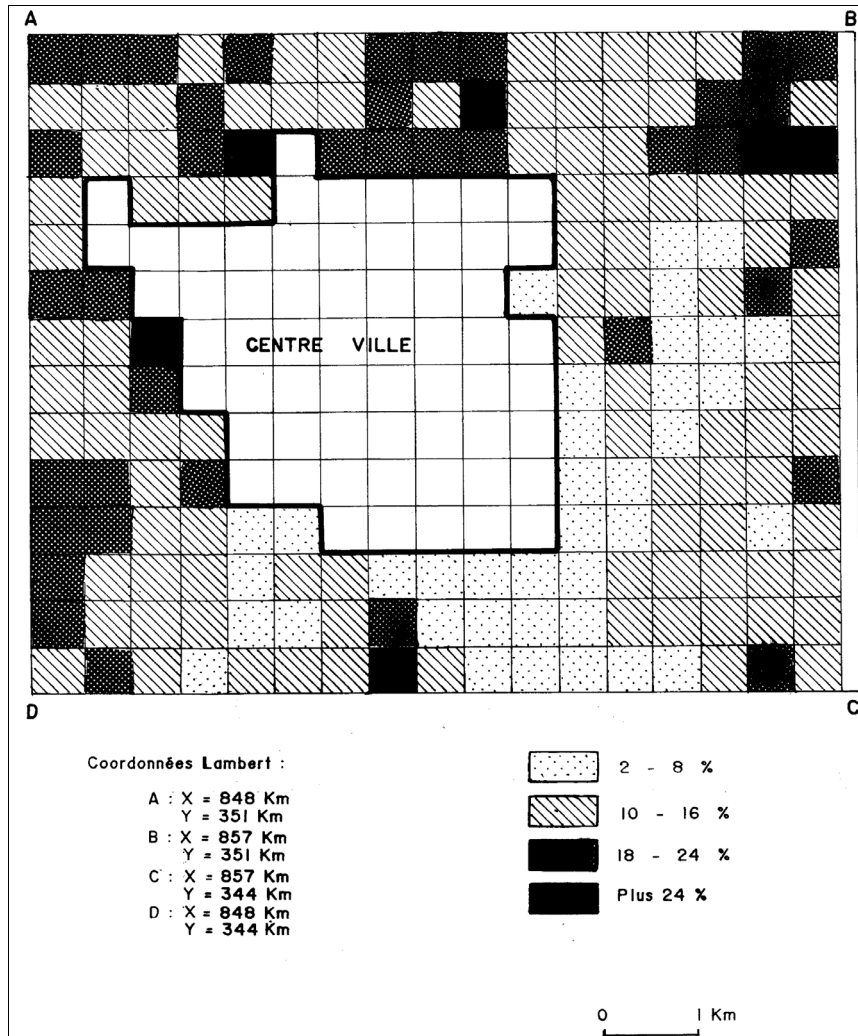 A B
CENTRE VILLE
D C
Coordonnées Lambert :
A : X = 848 Km
Y = 351 Km
B : X = 857 Km
Y = 351 Km
C : X = 857 Km
Y = 344 Km
D : X = 848 Km
Y = 344 Km
2 - 8 %
10 - 16 %
18 - 24 %
Plus 24 %
0 1 Km